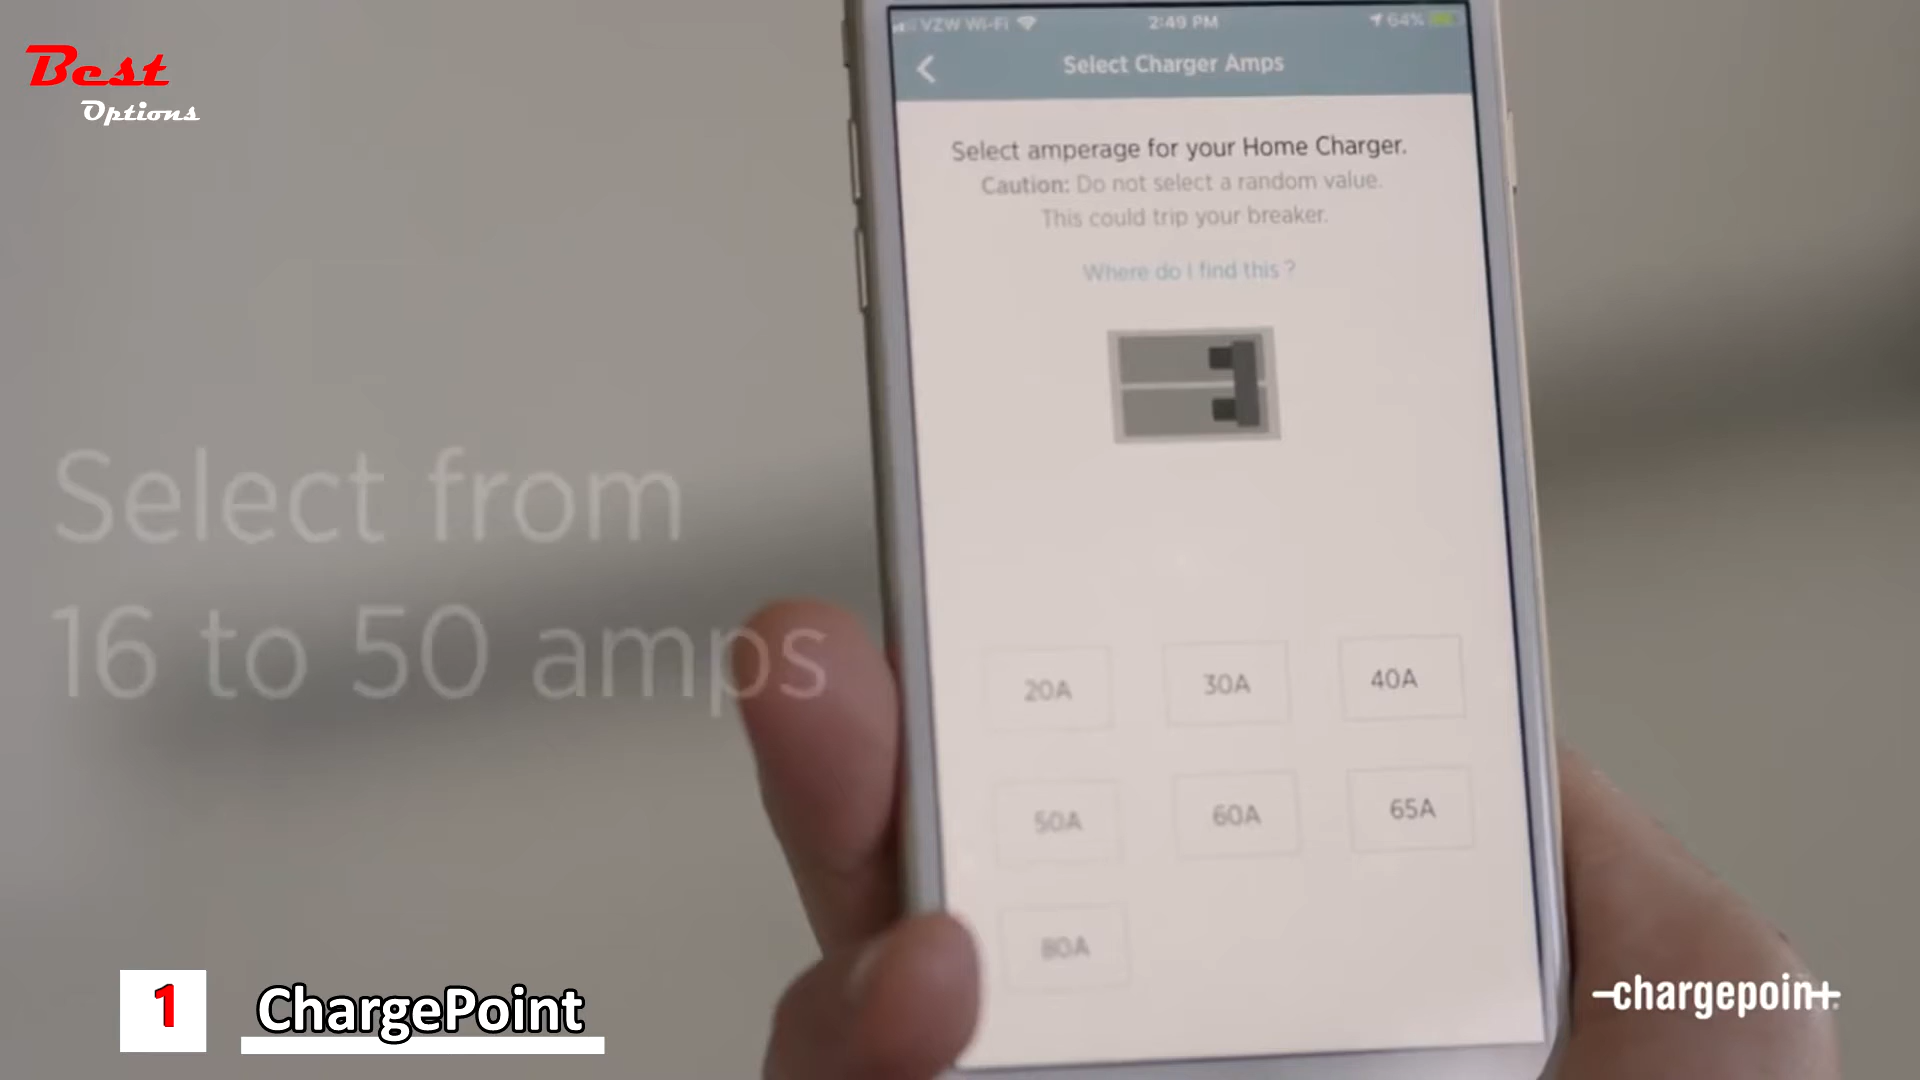 Best
Options
VZW Wi-Fi 2:49 PM 64%
Select Charger Amps
Select amperage for your Home Charger.
Caution: Do not select a random value.
This could trip your breaker.
Where do I find this ?
Select from
16 to 50 amps
20A 30A 40A
50A 60A 65A
80A
1 ChargePoint
-chargepoin+